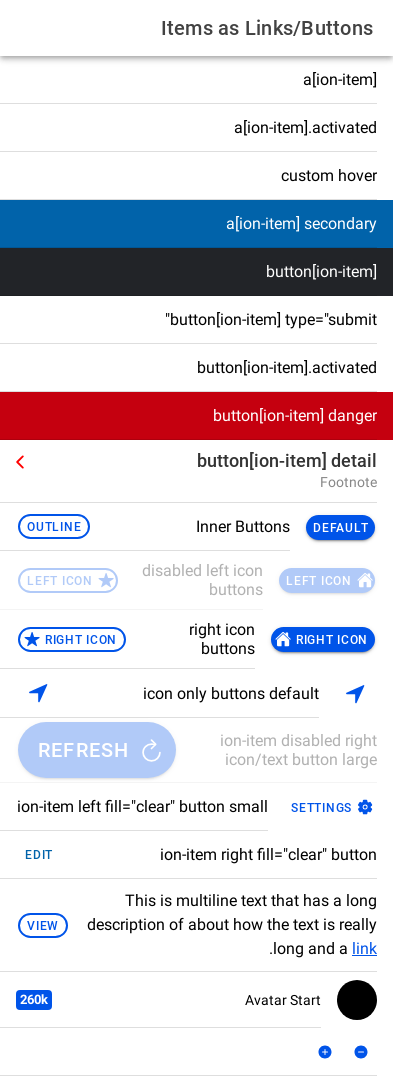 Items as Links/Buttons
a[ion-item]
a[ion-item].activated
custom hover
a[ion-item] secondary
button[ion-item]
button[ion-item] type="submit"
button[ion-item].activated
button[ion-item] danger
button[ion-item] detail
Footnote
DEFAULT
Inner Buttons
OUTLINE
LEFT ICON
disabled left icon
buttons
LEFT ICON
RIGHT ICON
right icon
buttons
RIGHT ICON
icon only buttons default
ion-item disabled right
icon/text button large
REFRESH
SETTINGS
ion-item left fill="clear" button small
ion-item right fill="clear" button
EDIT
This is multiline text that has a long
description of about how the text is really
long and a link.
VIEW
Avatar Start
260k